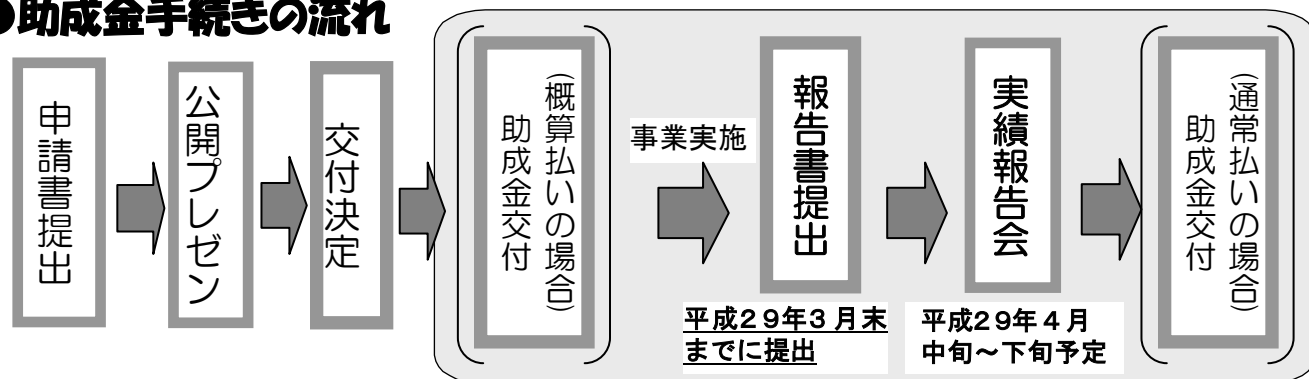 ●助成金手続きの流れ
申請書提出
公開プレゼン
交付決定
(概算払いの場合)
助成金交付
事業実施
報告書提出
平成29年3月末
までに提出
実績報告会
平成29年4月
中旬～下旬予定
(通常払いの場合)
助成金交付